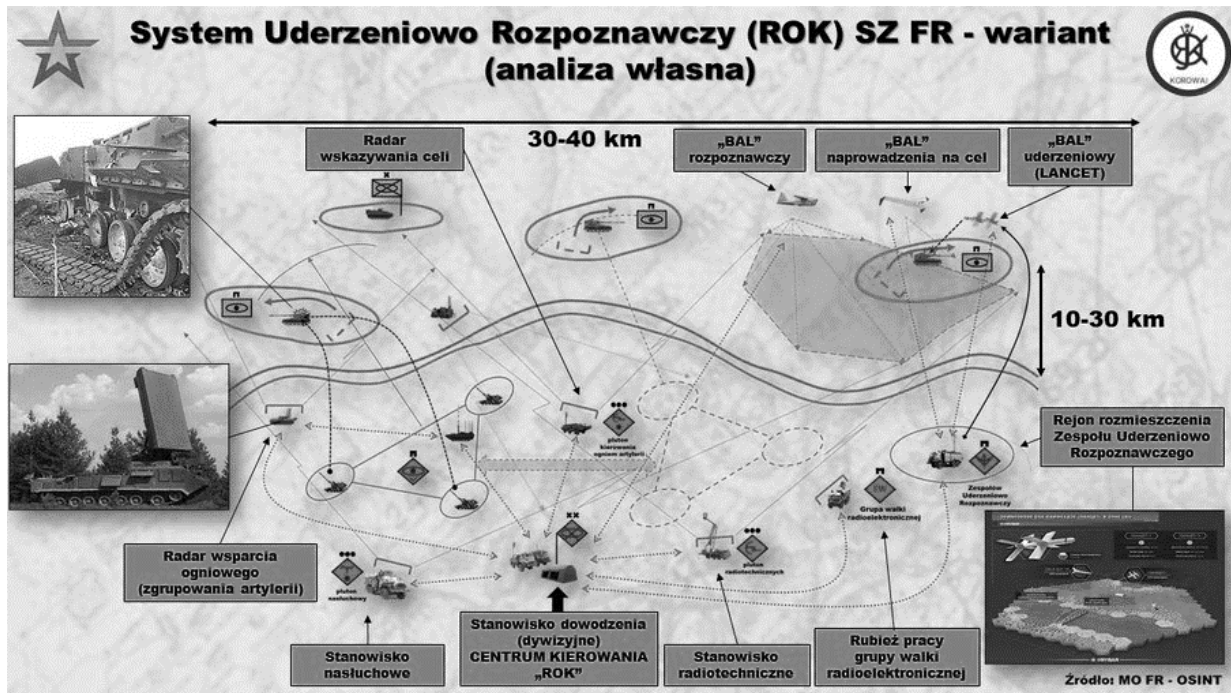 System Uderzeniowo Rozpoznawczy (ROK) SZ FR - wariant
(analiza własna)
KOROWAJ
30-40 km
Radar
wskazywania celi
„BAL”
rozpoznawczy
„BAL”
naprowadzenia na cel
„BAL”
uderzeniowy
(LANCET)
10-30 km
pluton
kierowania
ogniem artylerii
Rejon rozmieszczenia
Zespołu Uderzeniowo
Rozpoznawczego
Zespołów
Uderzeniowo
Rozpoznawczy
EW
Grupa walki
radioelektronicznej
Radar wsparcia
ogniowego
(zgrupowania artylerii)
pluton
nasłuchowy
pluton
radiotechnicznych
Stanowisko
nasłuchowe
Stanowisko dowodzenia
(dywizyjne)
CENTRUM KIEROWANIA
„ROK”
Stanowisko
radiotechniczne
Rubież pracy
grupy walki
radioelektronicznej
Źródło: MO FR - OSINT